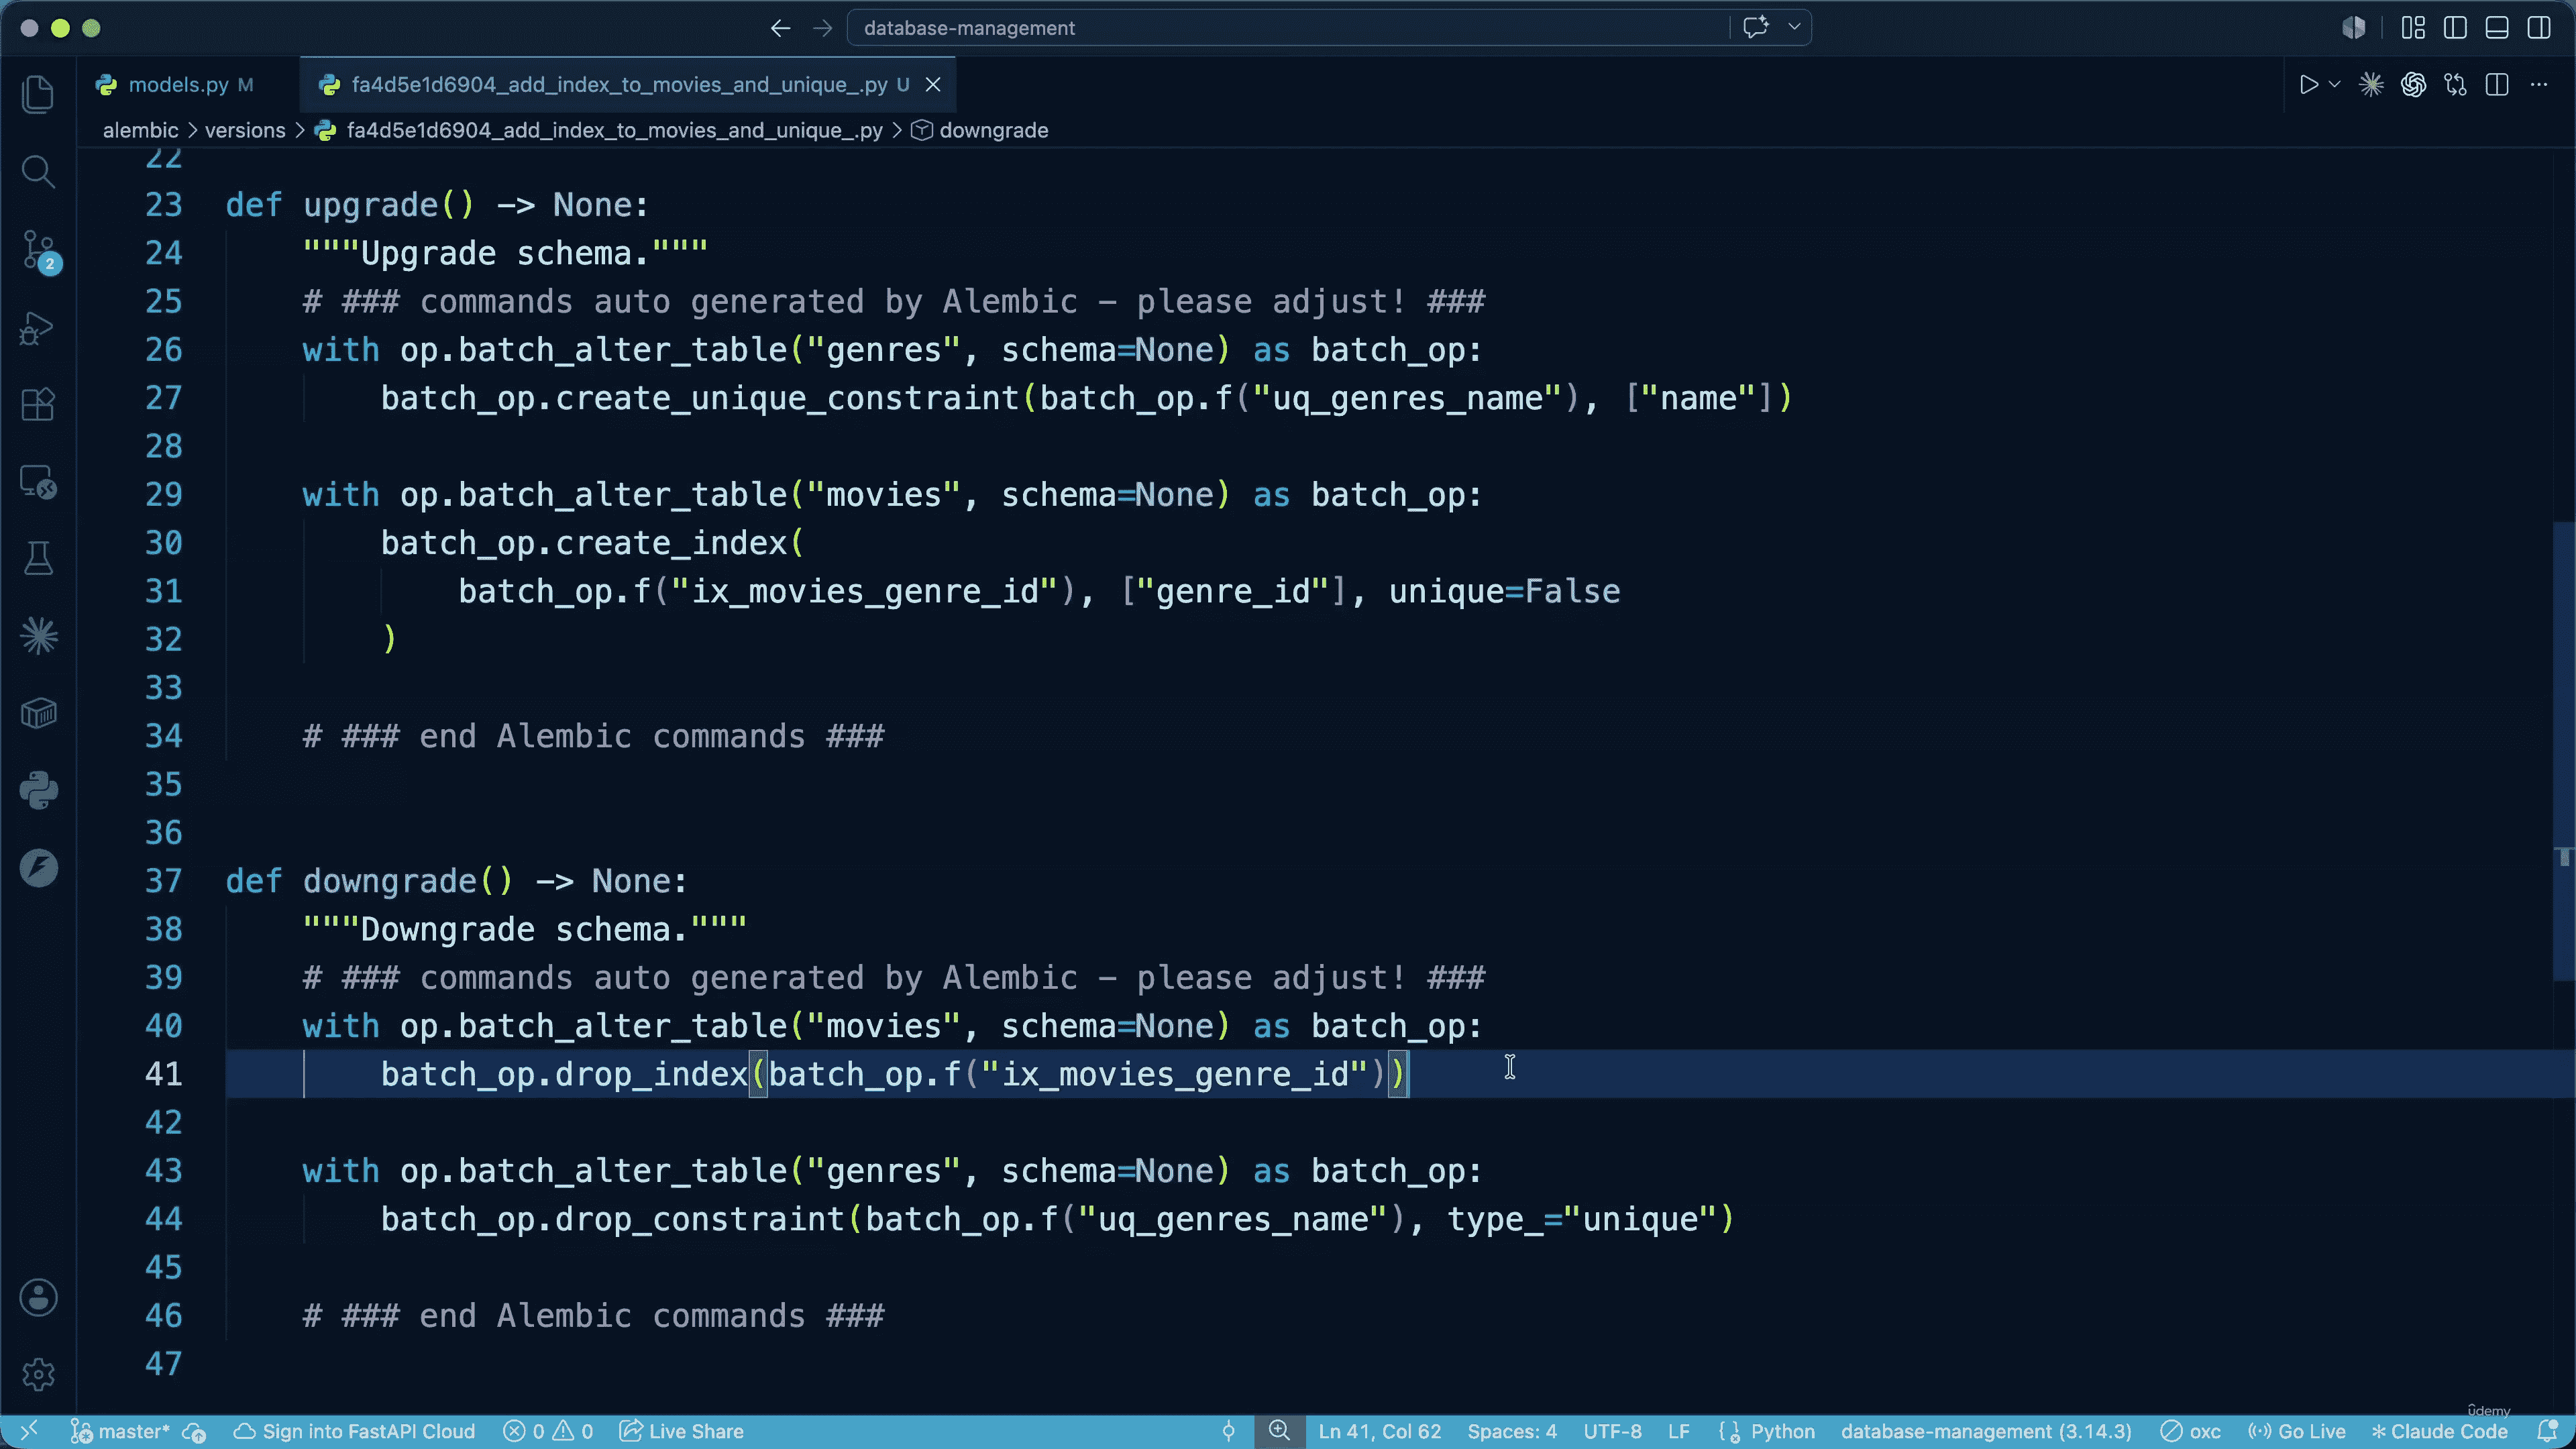 database-management
models.py M
fa4d5e1d6904_add_index_to_movies_and_unique_.py U
alembic > versions > fa4d5e1d6904_add_index_to_movies_and_unique_.py > downgrade
22
23 def upgrade() -> None:
24 """Upgrade schema."""
25 # ### commands auto generated by Alembic - please adjust! ###
26 with op.batch_alter_table("genres", schema=None) as batch_op:
27 batch_op.create_unique_constraint(batch_op.f("uq_genres_name"), ["name"])
28
29 with op.batch_alter_table("movies", schema=None) as batch_op:
30 batch_op.create_index(
31 batch_op.f("ix_movies_genre_id"), ["genre_id"], unique=False
32 )
33
34 # ### end Alembic commands ###
35
36
37 def downgrade() -> None:
38 """Downgrade schema."""
39 # ### commands auto generated by Alembic - please adjust! ###
40 with op.batch_alter_table("movies", schema=None) as batch_op:
41 batch_op.drop_index(batch_op.f("ix_movies_genre_id"))
42
43 with op.batch_alter_table("genres", schema=None) as batch_op:
44 batch_op.drop_constraint(batch_op.f("uq_genres_name"), type_="unique")
45
46 # ### end Alembic commands ###
47
2
udemy
master* Sign into FastAPI Cloud 0 0 Live Share Ln 41, Col 62 Spaces: 4 UTF-8 LF Python database-management (3.14.3) oxc Go Live Claude Code